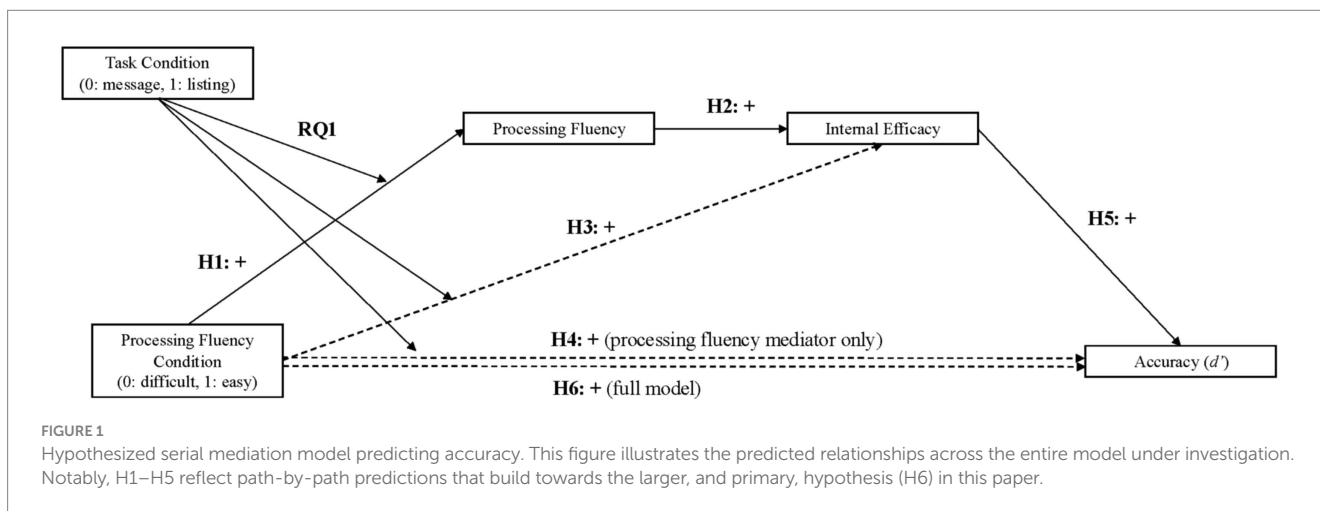 Task Condition
(0: message, 1: listing)
RQ1
Processing Fluency
H2: +
Internal Efficacy
H3: +
H5: +
H1: +
Processing Fluency
Condition
(0: difficult, 1: easy)
H4: + (processing fluency mediator only)
H6: + (full model)
Accuracy (d’)
FIGURE 1
Hypothesized serial mediation model predicting accuracy. This figure illustrates the predicted relationships across the entire model under investigation.
Notably, H1–H5 reflect path-by-path predictions that build towards the larger, and primary, hypothesis (H6) in this paper.